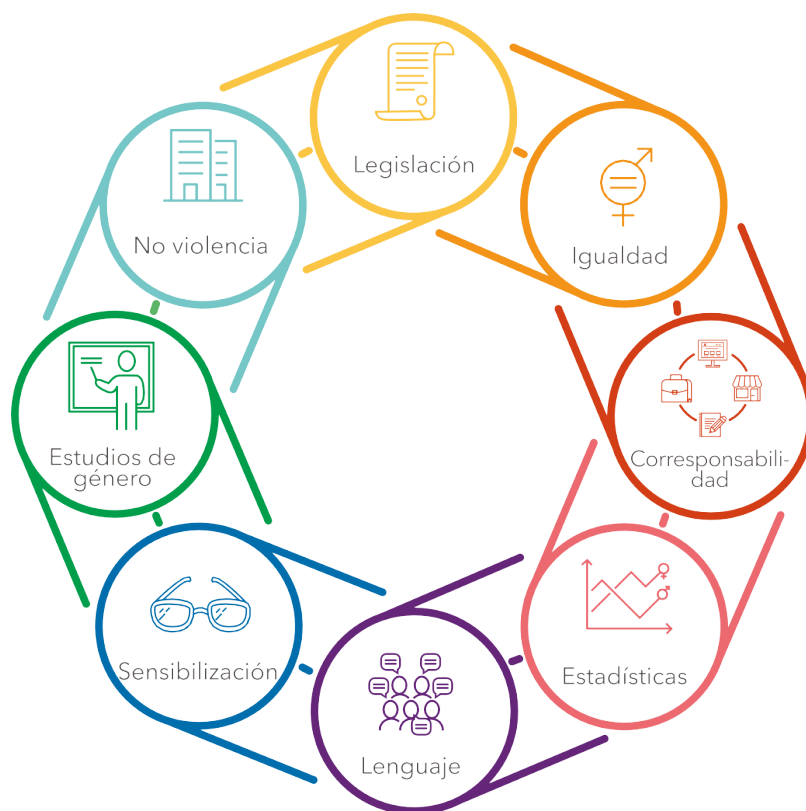 Legislación
Igualdad
Corresponsabili-
dad
Estadísticas
Lenguaje
Sensibilización
Estudios de
género
No violencia